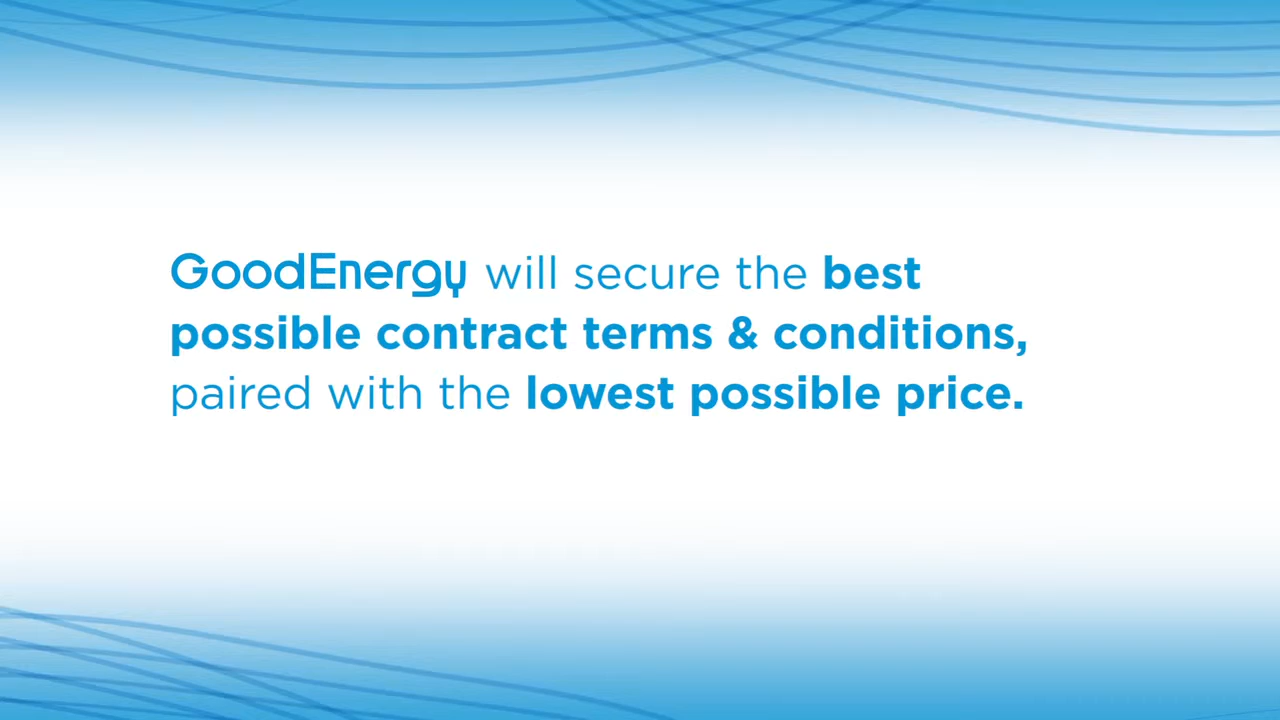 GoodEnergy will secure the best
possible contract terms & conditions,
paired with the lowest possible price.